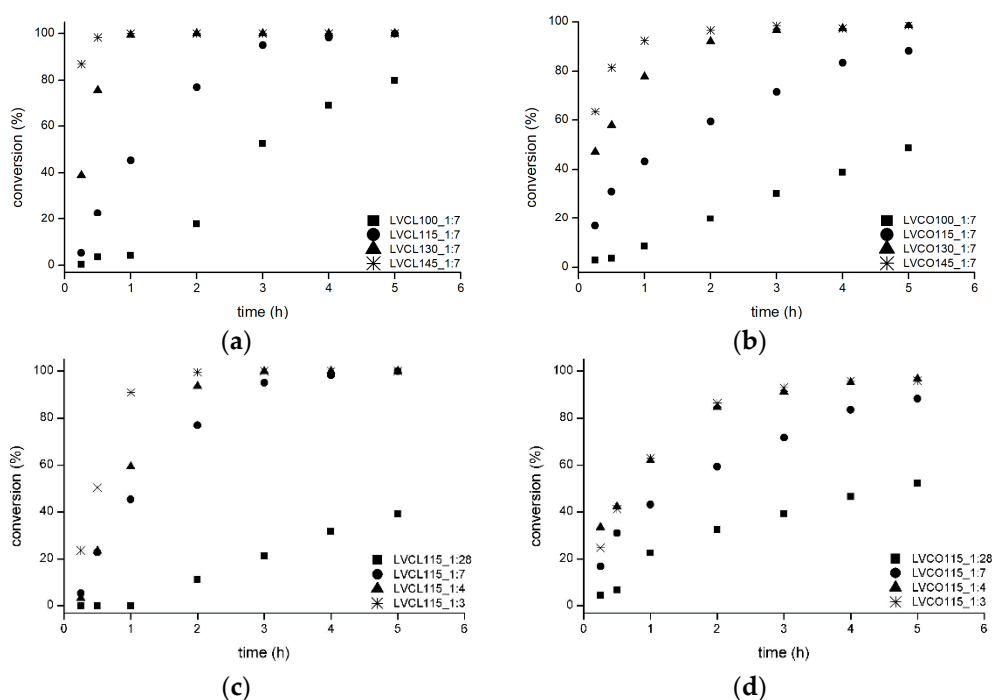 100
80
60
40
20
0
conversion (%)
LVCL100_1:7
LVCL115_1:7
LVCL130_1:7
LVCL145_1:7
0 1 2 3 4 5 6
time (h)
(a)
100
80
60
40
20
0
conversion (%)
LVCO100_1:7
LVCO115_1:7
LVCO130_1:7
LVCO145_1:7
0 1 2 3 4 5 6
time (h)
(b)
100
80
60
40
20
0
conversion (%)
LVCL115_1:28
LVCL115_1:7
LVCL115_1:4
LVCL115_1:3
0 1 2 3 4 5 6
time (h)
(c)
100
80
60
40
20
0
conversion (%)
LVCO115_1:28
LVCO115_1:7
LVCO115_1:4
LVCO115_1:3
0 1 2 3 4 5 6
time (h)
(d)